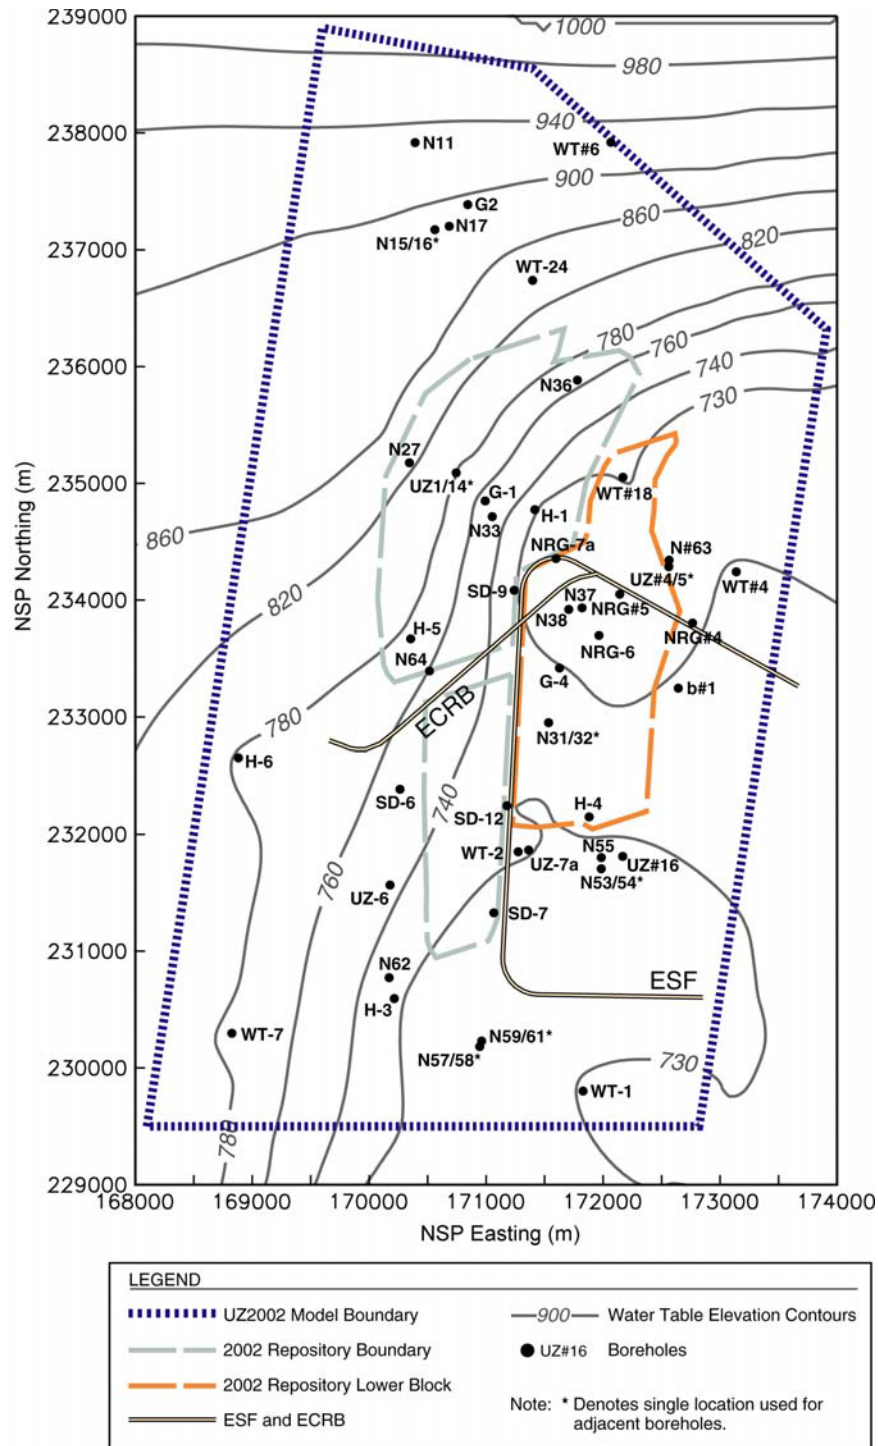 239000
1000
980
238000
940
N11
WT#6
900
G2
N17
237000
N15/16*
860
820
WT-24
780
236000
760
N36
740
730
N27
235000
UZ1/14*
G-1
WT#18
N33
H-1
860
NRG-7a
N#63
UZ#4/5*
WT#4
234000
820
SD-9
N37
NRG#5
N38
NRG#4
H-5
NRG-6
N64
G-4
b#1
233000
780
ECRB
N31/32*
H-6
SD-6
740
H-4
232000
SD-12
WT-2
UZ-7a
N55
UZ#16
N53/54*
760
UZ-6
SD-7
231000
N62
ESF
H-3
WT-7
N59/61*
N57/58*
230000
730
WT-1
780
229000
168000 169000 170000 171000 172000 173000 174000
NSP Northing (m)
NSP Easting (m)
LEGEND
UZ2002 Model Boundary
2002 Repository Boundary
2002 Repository Lower Block
ESF and ECRB
900 Water Table Elevation Contours
UZ#16 Boreholes
Note: * Denotes single location used for
adjacent boreholes.